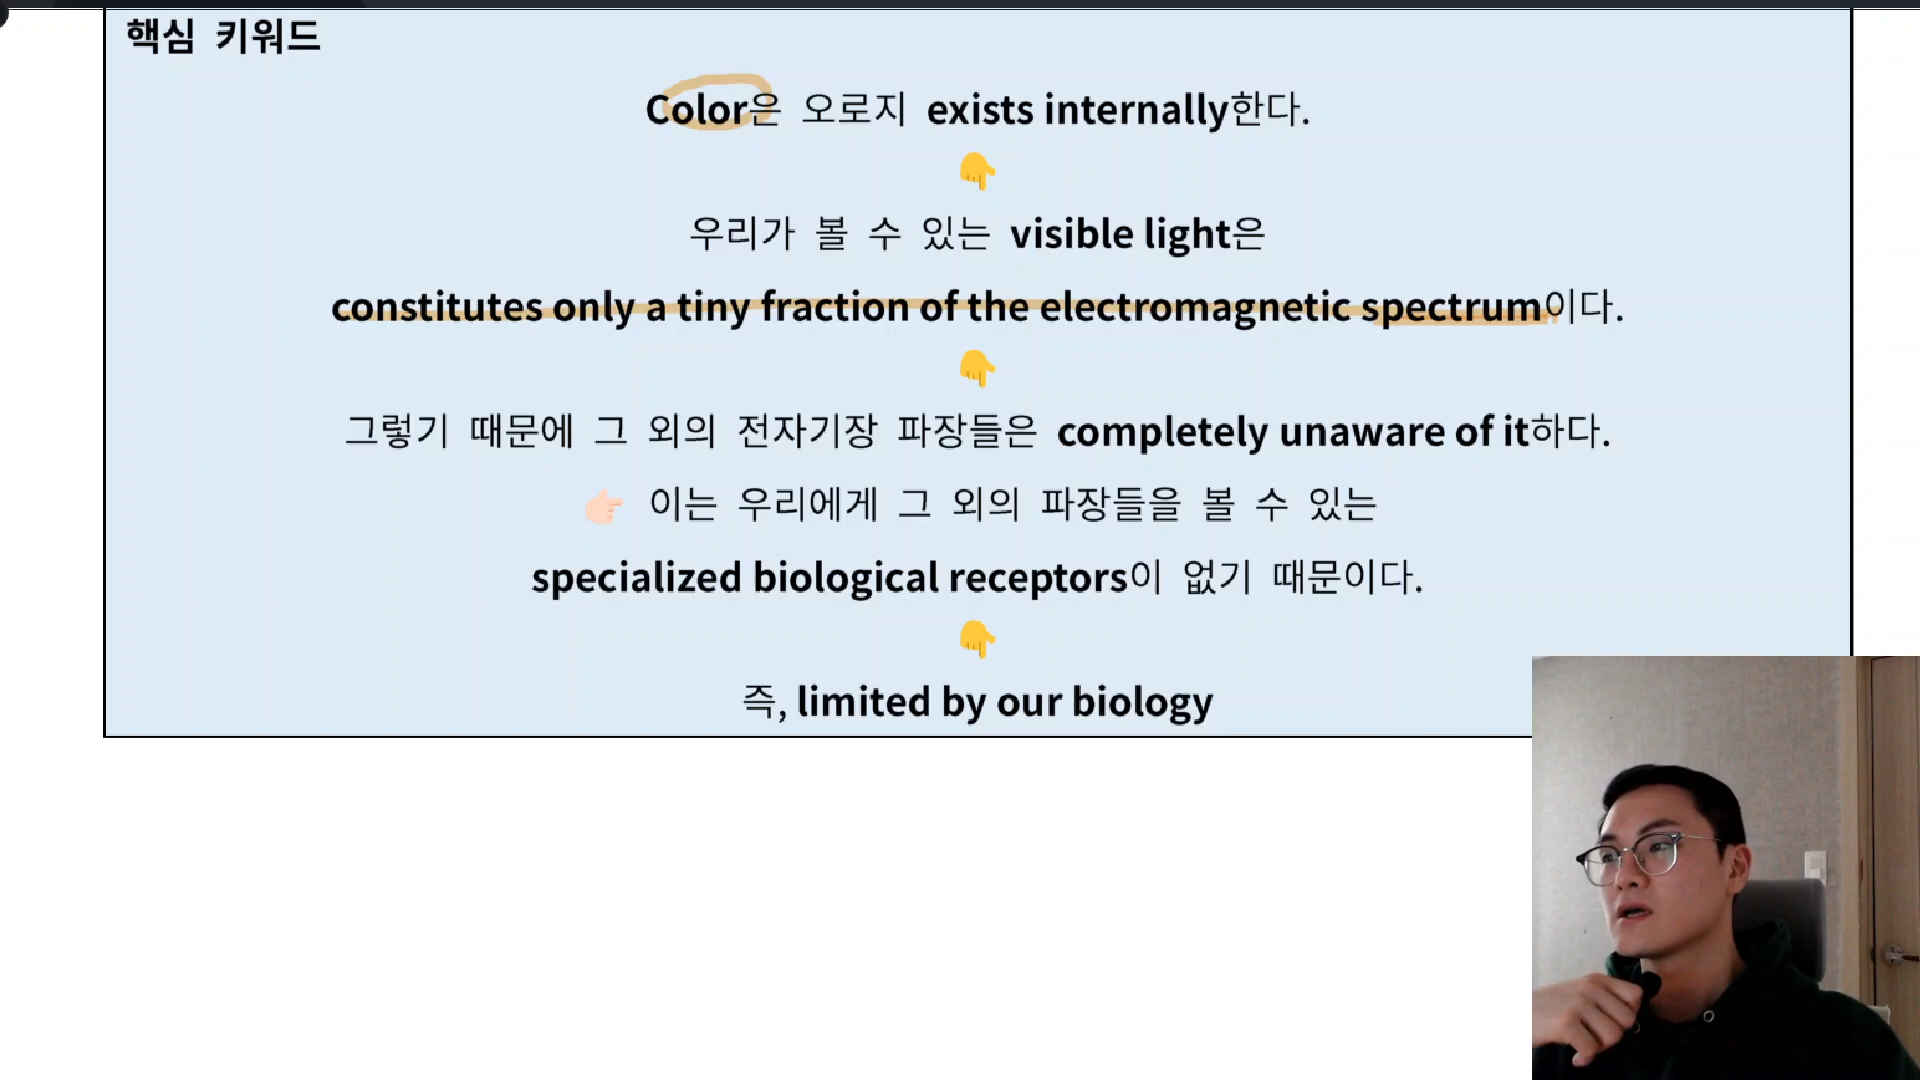 핵심 키워드
Color은 오로지 exists internally한다.
👇
우리가 볼 수 있는 visible light은
constitutes only a tiny fraction of the electromagnetic spectrum이다.
👇
그렇기 때문에 그 외의 전자기장 파장들은 completely unaware of it하다.
👉🏻 이는 우리에게 그 외의 파장들을 볼 수 있는
specialized biological receptors이 없기 때문이다.
👇
즉, limited by our biology